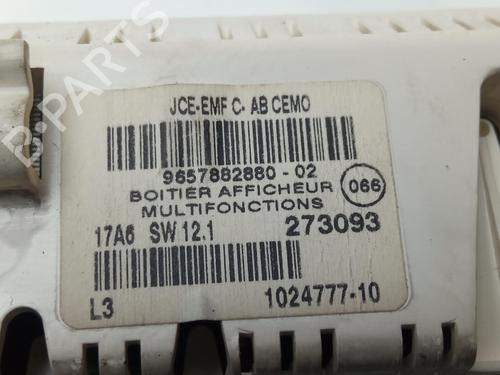 JCE-EMF C- AB CEMO
9657882880 - 02
BOITIER AFFICHEUR
MULTIFONCTIONS
066
17A6 SW 12.1 273093
L3 1024777-10
B-PARTS